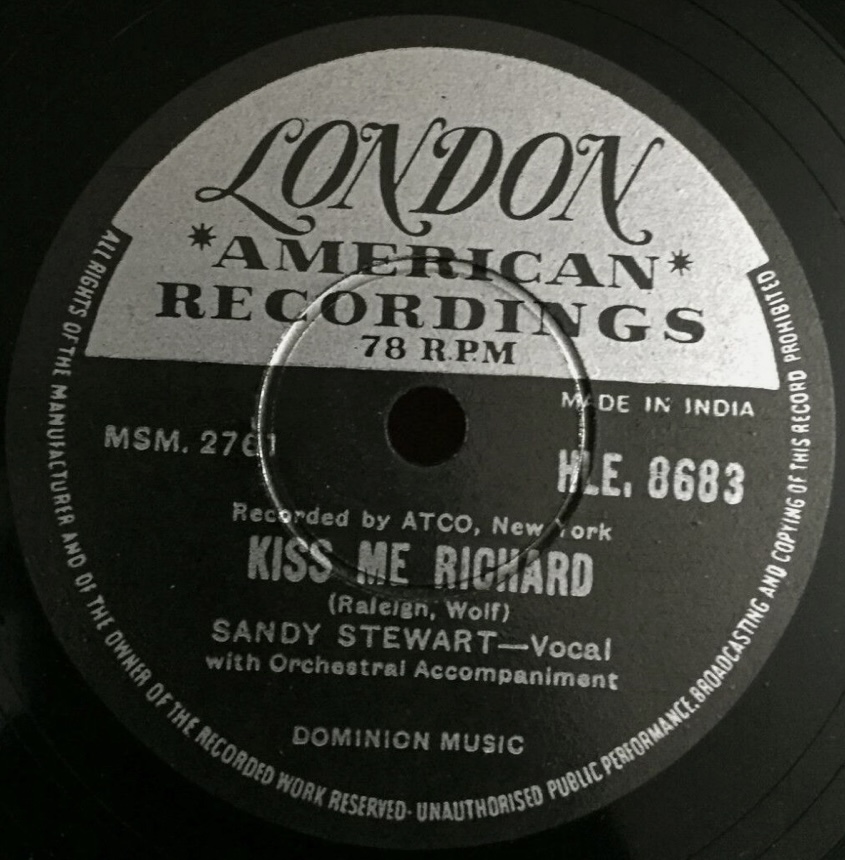 LONDON
*AMERICAN*
RECORDINGS
78 R.P.M
MADE IN INDIA
MSM. 2761
HLE. 8683
Recorded by ATCO, New York
KISS ME RICHARD
(Raleign, Wolf)
SANDY STEWART—Vocal
with Orchestral Accompaniment
DOMINION MUSIC
ALL RIGHTS OF THE MANUFACTURER AND OF THE OWNER OF THE RECORDED WORK RESERVED· UNAUTHORISED PUBLIC PERFORMANCE, BROADCASTING AND COPYING OF THIS RECORD PROHIBITED